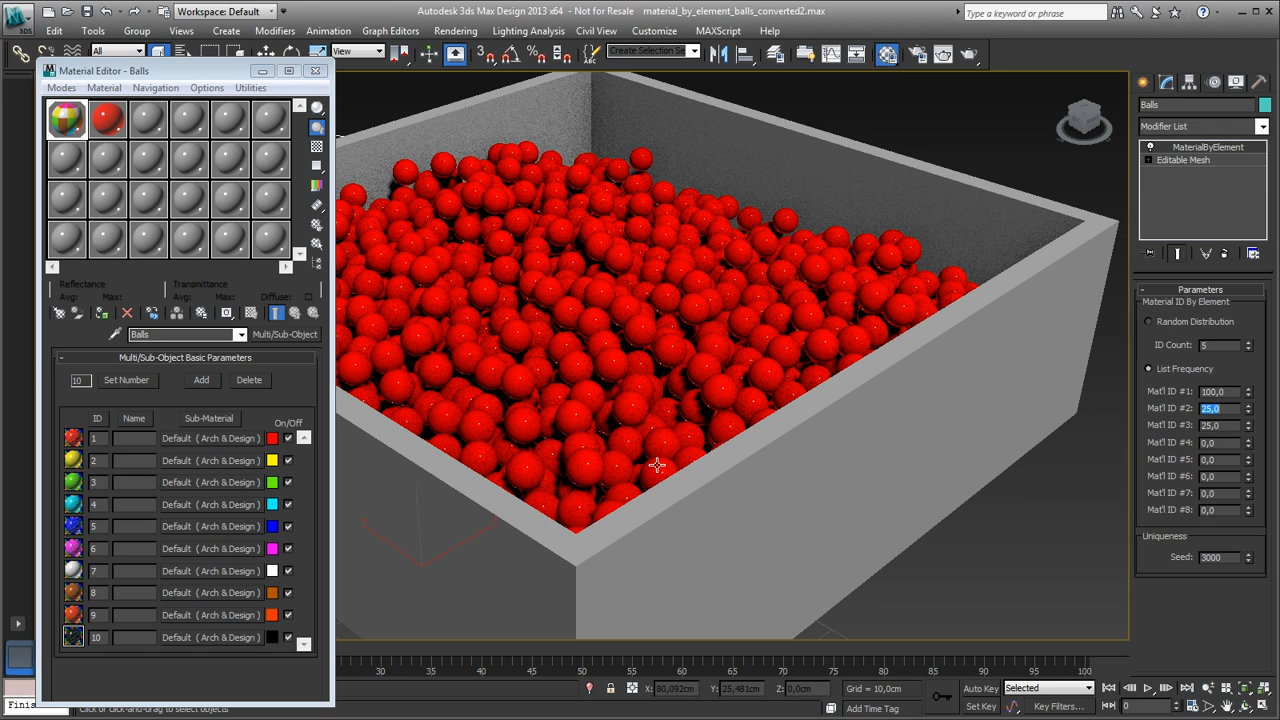 Workspace: Default
Autodesk 3ds Max Design 2013 x64 - Not for Resale material_by_element_balls_converted2.max
Type a keyword or phrase
Edit Tools Group Views Create Modifiers Animation Graph Editors Rendering Lighting Analysis Civil View Customize MAXScript Help
All
View
Create Selection Se
Material Editor - Balls
Modes Material Navigation Options Utilities
Reflectance
Avg: Max:
Transmittance
Avg: Max: Diffuse:
Balls
Multi/Sub-Object
Multi/Sub-Object Basic Parameters
10 Set Number Add Delete
ID Name Sub-Material On/Off
1 Default ( Arch & Design )
2 Default ( Arch & Design )
3 Default ( Arch & Design )
4 Default ( Arch & Design )
5 Default ( Arch & Design )
6 Default ( Arch & Design )
7 Default ( Arch & Design )
8 Default ( Arch & Design )
9 Default ( Arch & Design )
10 Default ( Arch & Design )
Balls
Modifier List
MaterialByElement
Editable Mesh
Parameters
Material ID By Element
Random Distribution
ID Count: 5
List Frequency
Mat'l ID #1: 100,0
Mat'l ID #2: 25,0
Mat'l ID #3: 25,0
Mat'l ID #4: 0,0
Mat'l ID #5: 0,0
Mat'l ID #6: 0,0
Mat'l ID #7: 0,0
Mat'l ID #8: 0,0
Uniqueness
Seed: 3000
30 35 40 45 50 55 60 65 70 75 80 85 90 95 100
X: 80,092cm Y: 25,481cm Z: 0,0cm Grid = 10,0cm
Auto Key Selected
Set Key Key Filters... 0
Add Time Tag
Click or click-and-drag to select objects